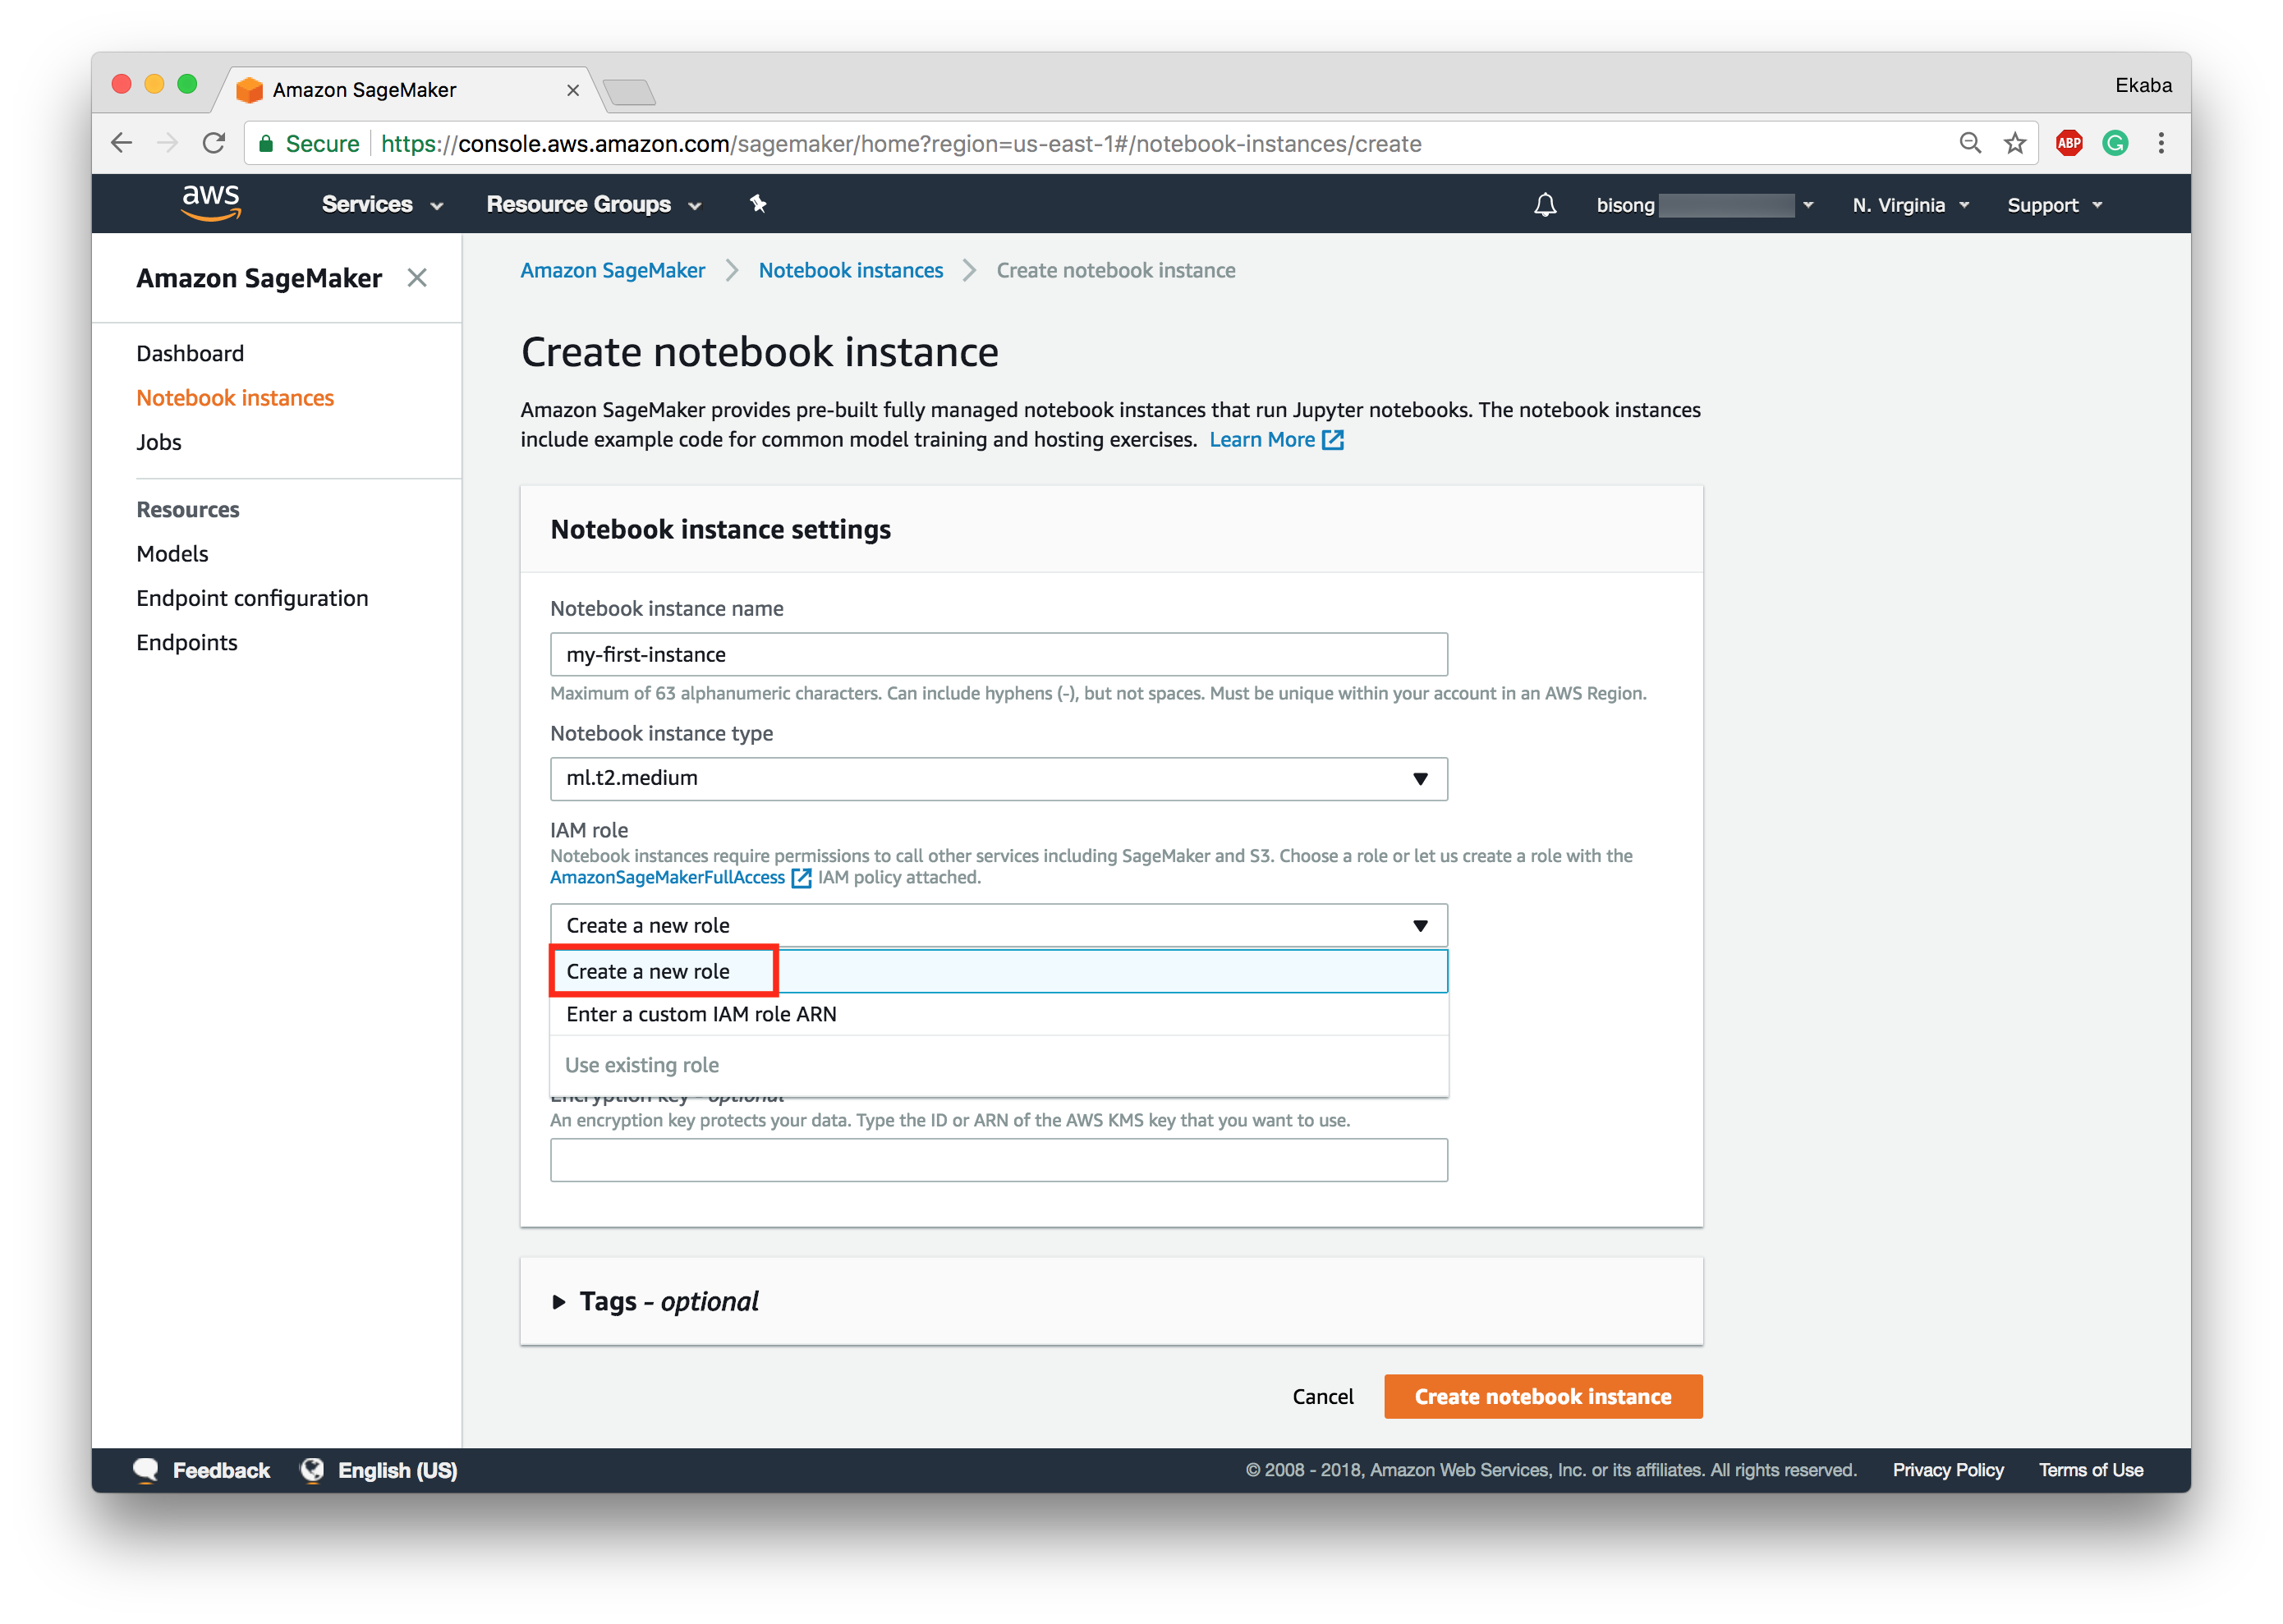 Amazon SageMaker
Ekaba
Secure
https://console.aws.amazon.com/sagemaker/home?region=us-east-1#/notebook-instances/create
ABP
G
aws
Services
Resource Groups
bisong
N. Virginia
Support
Amazon SageMaker
Dashboard
Notebook instances
Jobs
Resources
Models
Endpoint configuration
Endpoints
Amazon SageMaker
Notebook instances
Create notebook instance
Create notebook instance
Amazon SageMaker provides pre-built fully managed notebook instances that run Jupyter notebooks. The notebook instances
include example code for common model training and hosting exercises. Learn More
Notebook instance settings
Notebook instance name
my-first-instance
Maximum of 63 alphanumeric characters. Can include hyphens (-), but not spaces. Must be unique within your account in an AWS Region.
Notebook instance type
ml.t2.medium
IAM role
Notebook instances require permissions to call other services including SageMaker and S3. Choose a role or let us create a role with the
AmazonSageMakerFullAccess IAM policy attached.
Create a new role
Create a new role
Enter a custom IAM role ARN
Use existing role
Encryption key - optional
An encryption key protects your data. Type the ID or ARN of the AWS KMS key that you want to use.
Tags - optional
Cancel
Create notebook instance
Feedback
English (US)
© 2008 - 2018, Amazon Web Services, Inc. or its affiliates. All rights reserved.
Privacy Policy
Terms of Use